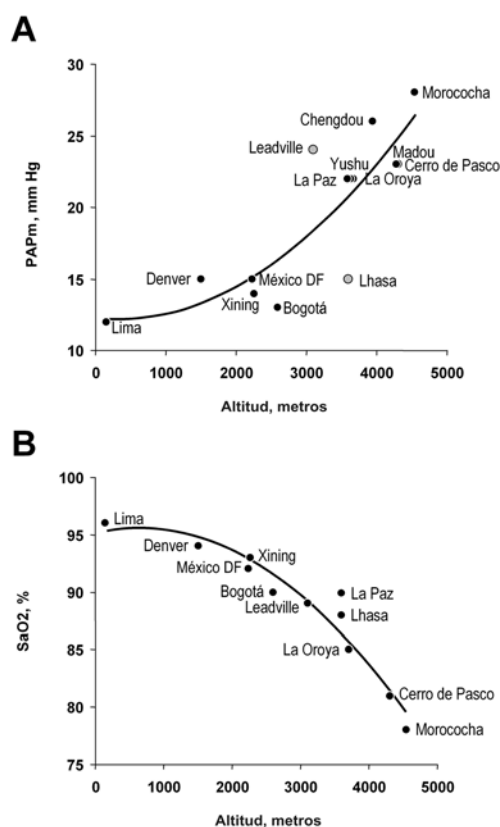 A
30
Morococha
Chengdou
25
Leadville
Madou
Yushu
Cerro de Pasco
La Paz
La Oroya
PAPm, mm Hg
20
Denver
México DF
Lhasa
15
Xining
Bogotá
Lima
10
0 1000 2000 3000 4000 5000
Altitud, metros
B
100
Lima
95
Denver
Xining
México DF
SaO2, %
90
Bogotá
La Paz
Leadville
Lhasa
85
La Oroya
Cerro de Pasco
80
Morococha
75
0 1000 2000 3000 4000 5000
Altitud, metros